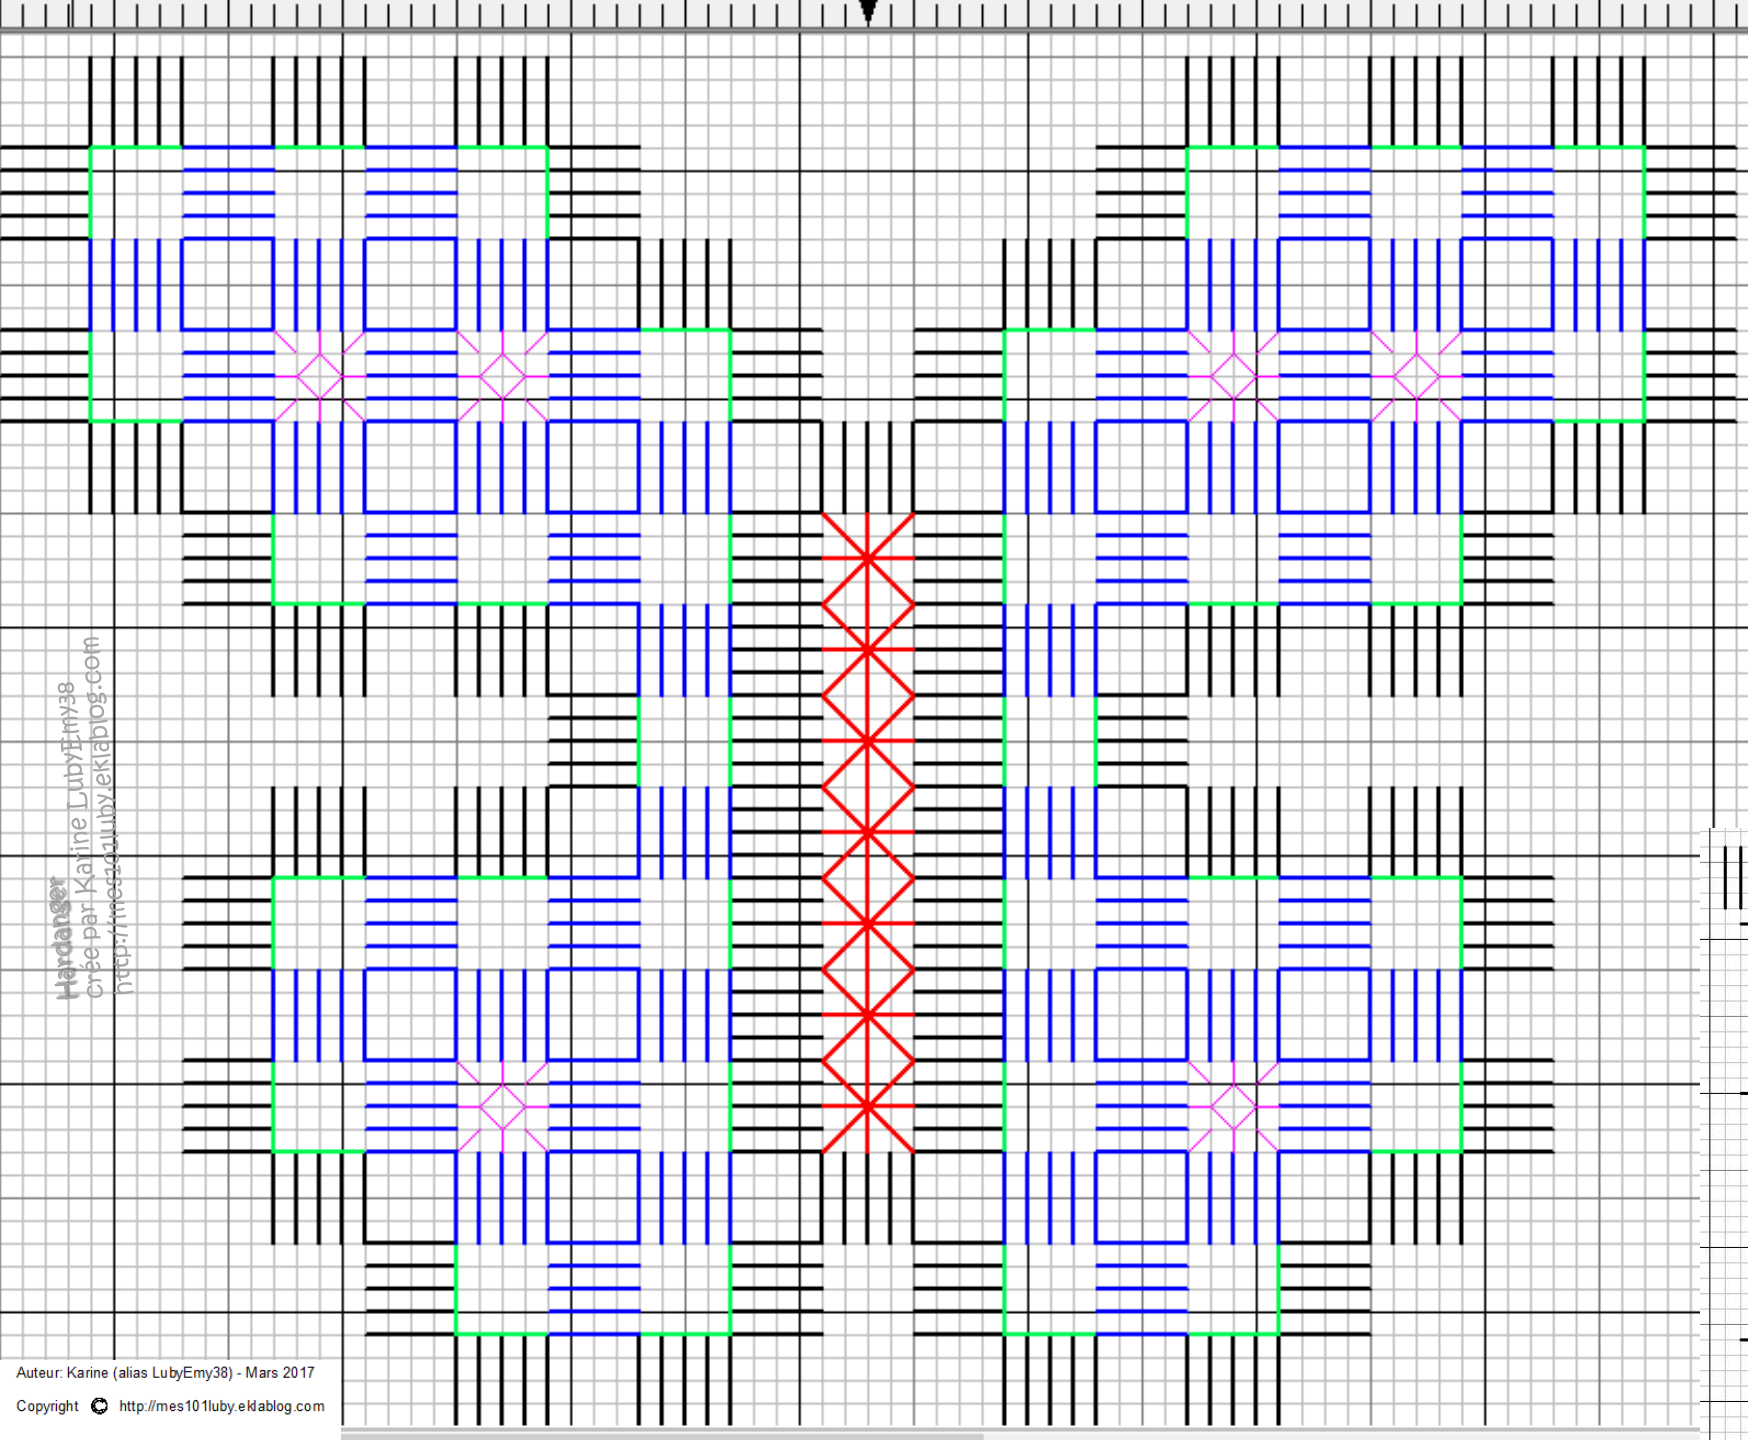 Hardanger
Crée par Karine LubyEmy38
http://mes101luby.eklablog.com
Auteur: Karine (alias LubyEmy38) - Mars 2017
Copyright © http://mes101luby.eklablog.com